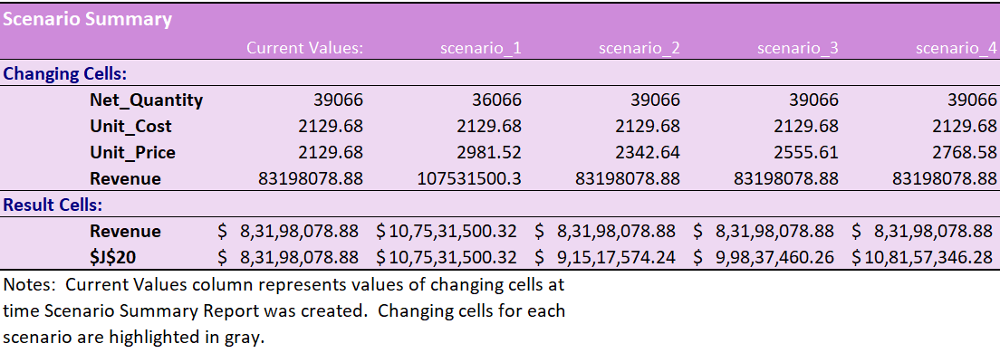 Scenario Summary
Current Values: scenario_1 scenario_2 scenario_3 scenario_4
Changing Cells:
Net_Quantity 39066 36066 39066 39066 39066
Unit_Cost 2129.68 2129.68 2129.68 2129.68 2129.68
Unit_Price 2129.68 2981.52 2342.64 2555.61 2768.58
Revenue 83198078.88 107531500.3 83198078.88 83198078.88 83198078.88
Result Cells:
Revenue $ 8,31,98,078.88 $ 10,75,31,500.32 $ 8,31,98,078.88 $ 8,31,98,078.88 $ 8,31,98,078.88
$J$20 $ 8,31,98,078.88 $ 10,75,31,500.32 $ 9,15,17,574.24 $ 9,98,37,460.26 $ 10,81,57,346.28
Notes: Current Values column represents values of changing cells at
time Scenario Summary Report was created. Changing cells for each
scenario are highlighted in gray.